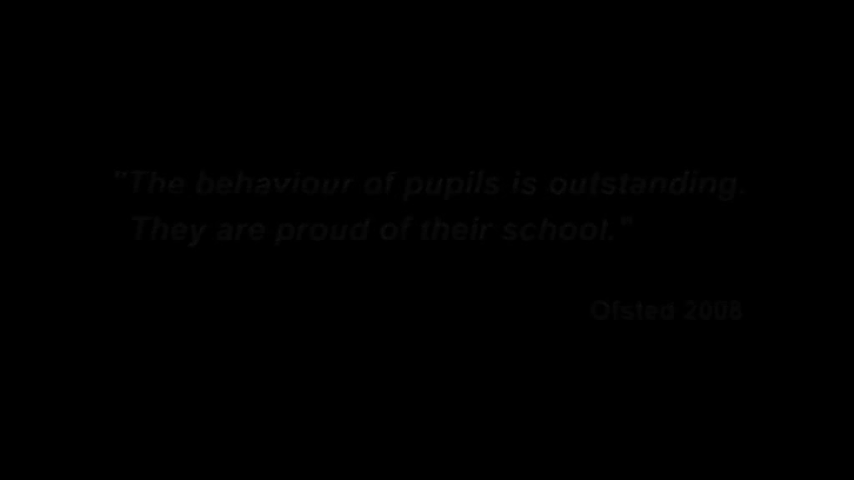 "The behaviour of pupils is outstanding.
They are proud of their school."
Ofsted 2008